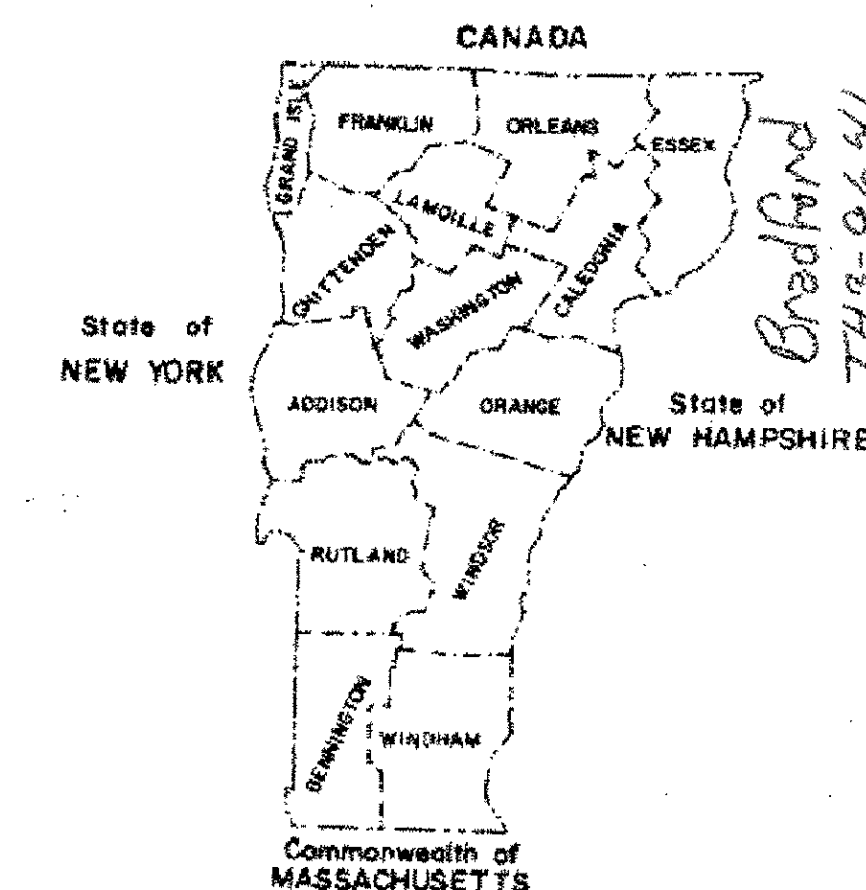 CANADA
GRAND ISLE
FRANKLIN
ORLEANS
ESSEX
LAMOILLE
CHITTENDEN
WASHINGTON
CALEDONIA
State of
NEW YORK
ADDISON
ORANGE
State of
NEW HAMPSHIRE
RUTLAND
WINDSOR
BENNINGTON
WINDHAM
Commonwealth of
MASSACHUSETTS